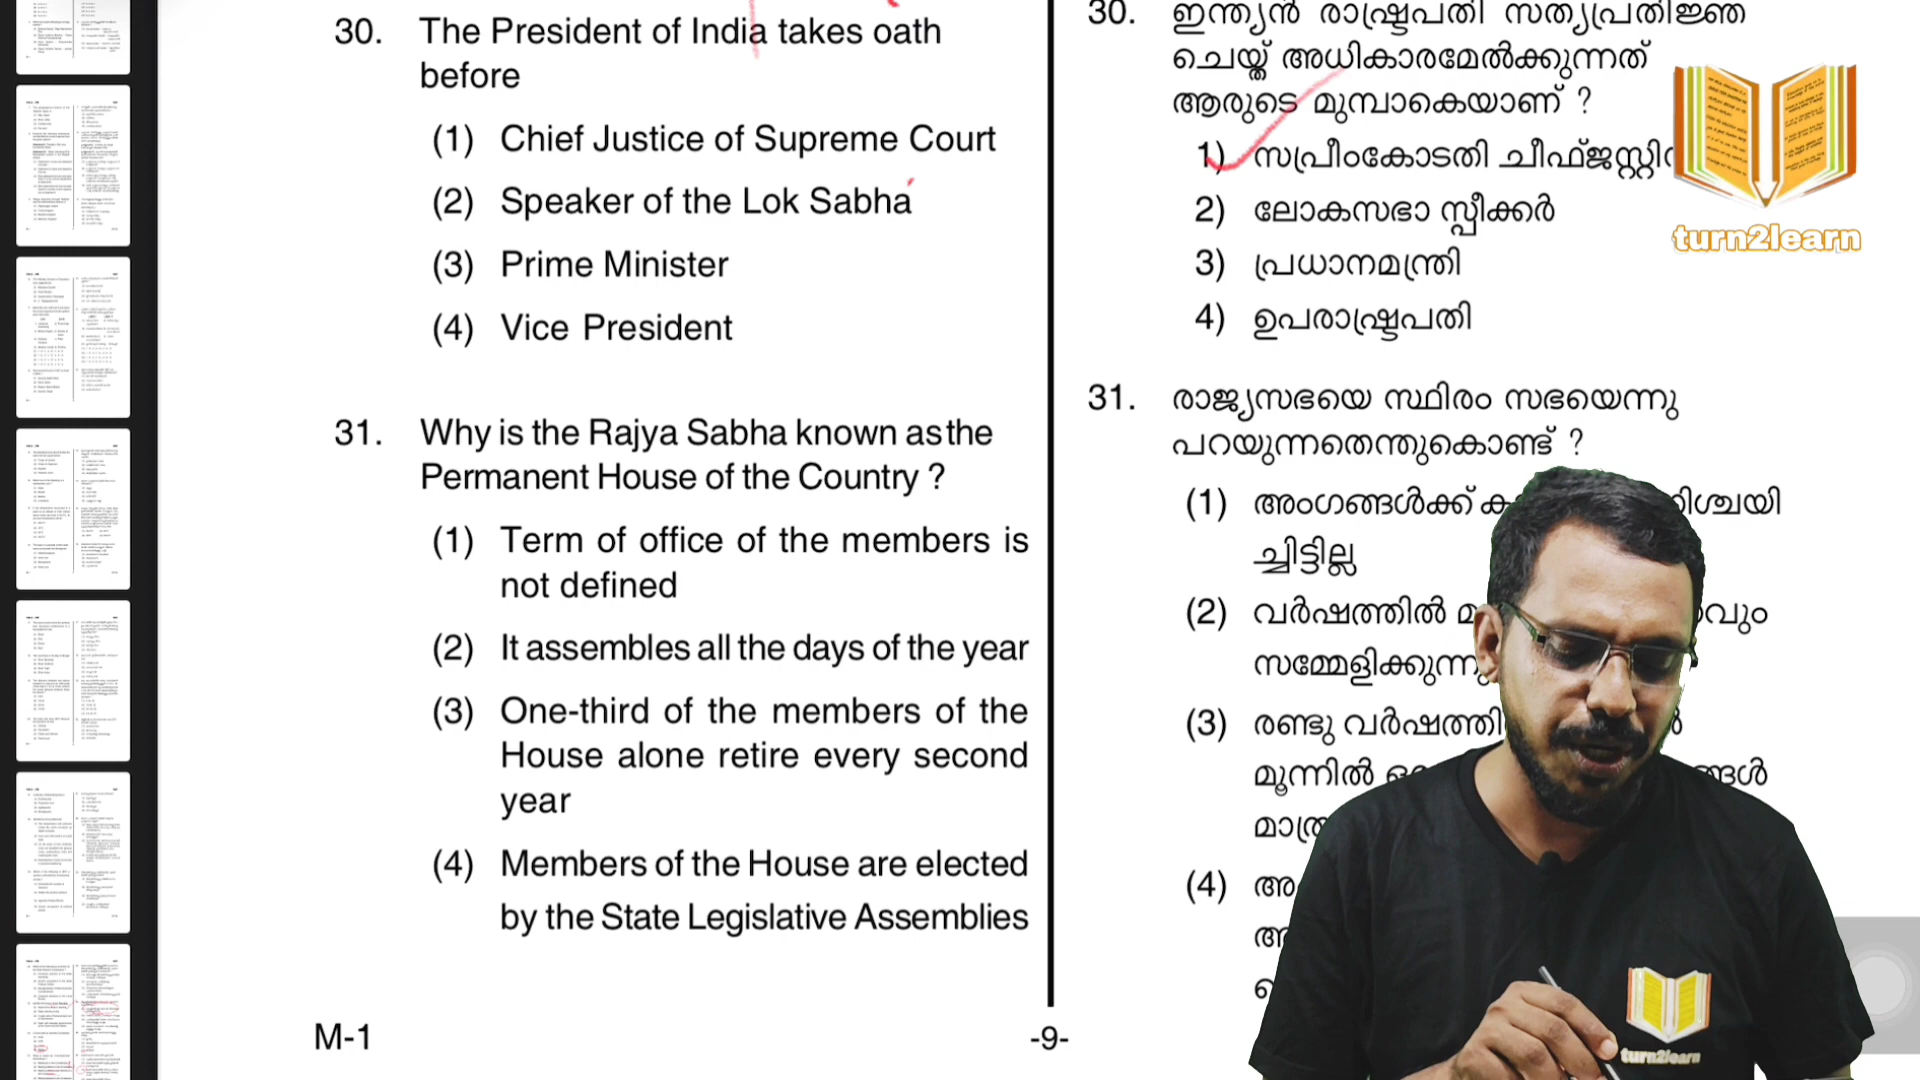 30. The President of India takes oath
before
(1) Chief Justice of Supreme Court
(2) Speaker of the Lok Sabha
(3) Prime Minister
(4) Vice President
31. Why is the Rajya Sabha known as the
Permanent House of the Country ?
(1) Term of office of the members is
not defined
(2) It assembles all the days of the year
(3) One-third of the members of the
House alone retire every second
year
(4) Members of the House are elected
by the State Legislative Assemblies
M-1
-9-
30. ഇന്ത്യൻ രാഷ്ട്രപതി സത്യപ്രതിജ്ഞ
ചെയ്ത് അധികാരമേൽക്കുന്നത്
ആരുടെ മുമ്പാകെയാണ് ?
1) സപ്രീംകോടതി
2) ലോകസഭാ സ്പീക്കർ
3) പ്രധാനമന്ത്രി
4) ഉപരാഷ്ട്രപതി
31. രാജ്യസഭയെ സ്ഥിരം സഭയെന്നു
പറയുന്നതെന്തുകൊണ്ട് ?
(1) അംഗങ്ങൾക്ക്
ച്ചിട്ടില്ല
(2) വർഷത്തിൽ
സമ്മേളിക്കുന്നു
(3) രണ്ടു
മൂന്നിൽ
(4)
turn2learn
turn2learn